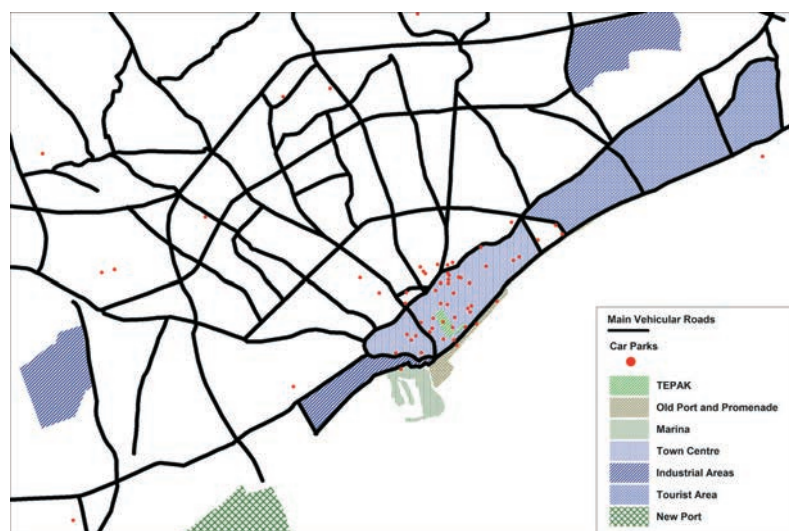 Main Vehicular Roads
Car Parks
TEPAK
Old Port and Promenade
Marina
Town Centre
Industrial Areas
Tourist Area
New Port